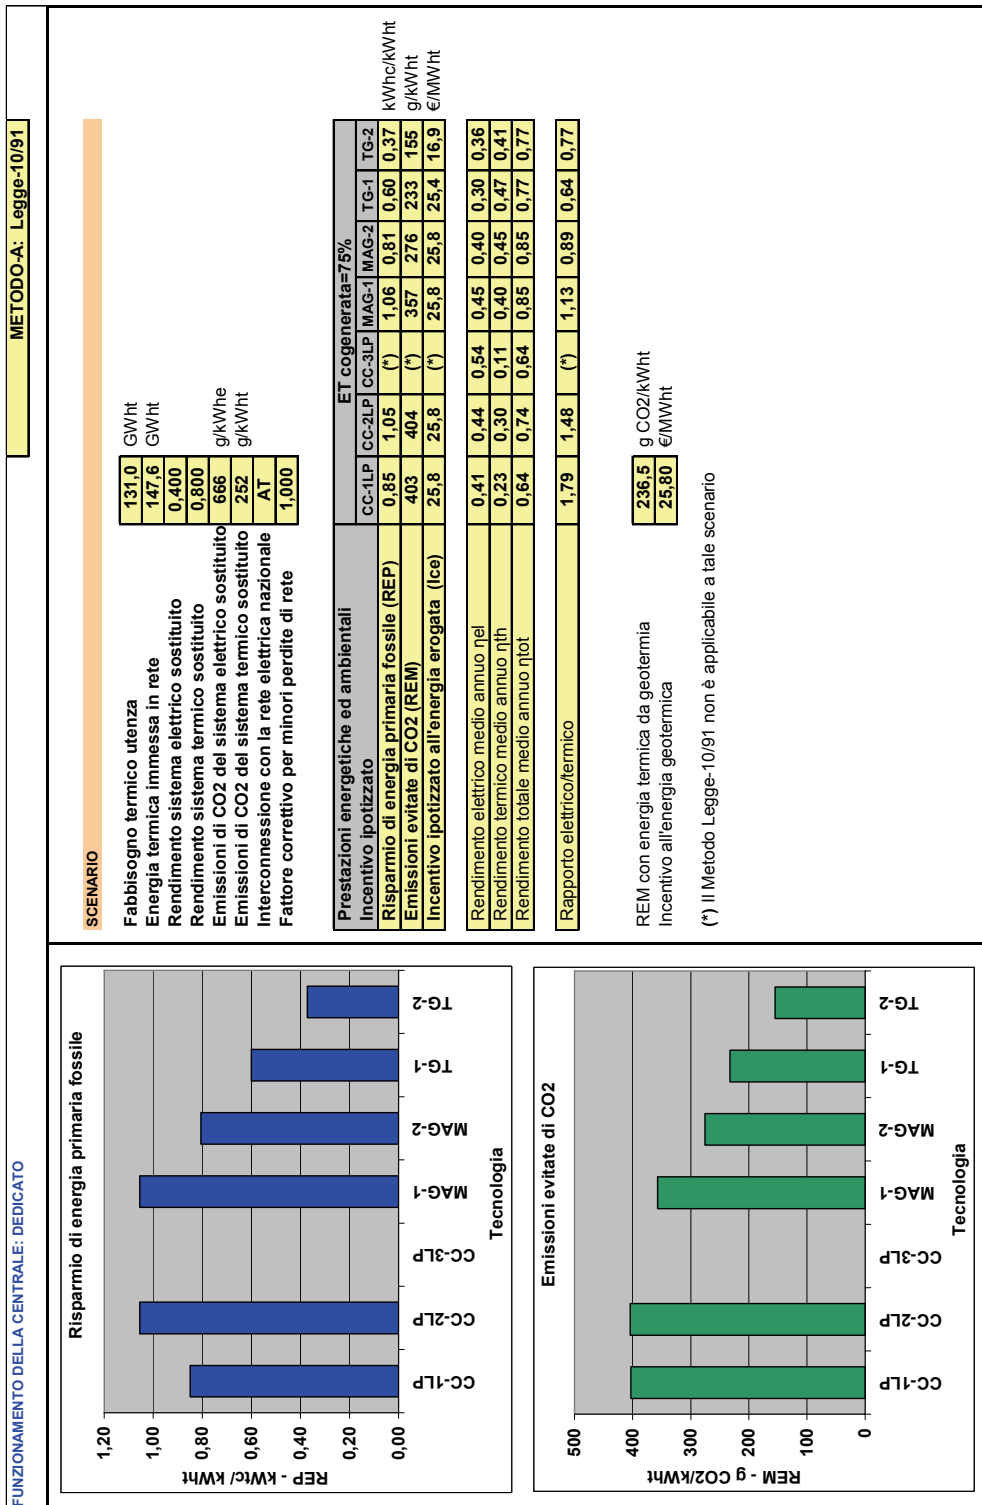 FUNZIONAMENTO DELLA CENTRALE: DEDICATO
METODO-A: Legge-10/91
Risparmio di energia primaria fossile
REP - kWtc/ kWht
1,20
1,00
0,80
0,60
0,40
0,20
0,00
CC-1LP
CC-2LP
CC-3LP
MAG-1
MAG-2
TG-1
TG-2
Tecnologia
Emissioni evitate di CO2
REM - g CO2/kWht
500
400
300
200
100
0
CC-1LP
CC-2LP
CC-3LP
MAG-1
MAG-2
TG-1
TG-2
Tecnologia
SCENARIO
Fabbisogno termico utenza 131,0 GWht
Energia termica immessa in rete 147,6 GWht
Rendimento sistema elettrico sostituito 0,400
Rendimento sistema termico sostituito 0,800
Emissioni di CO2 del sistema elettrico sostituito 666 g/kWhe
Emissioni di CO2 del sistema termico sostituito 252 g/kWht
Interconnessione con la rete elettrica nazionale AT
Fattore correttivo per minori perdite di rete 1,000
Prestazioni energetiche ed ambientali ET cogenerata=75%
Incentivo ipotizzato CC-1LP CC-2LP CC-3LP MAG-1 MAG-2 TG-1 TG-2
Risparmio di energia primaria fossile (REP) 0,85 1,05 (*) 1,06 0,81 0,60 0,37 kWhc/kWht
Emissioni evitate di CO2 (REM) 403 404 (*) 357 276 233 155 g/kWht
Incentivo ipotizzato all'energia erogata (Ice) 25,8 25,8 (*) 25,8 25,8 25,4 16,9 €/MWht
Rendimento elettrico medio annuo ηel 0,41 0,44 0,54 0,45 0,40 0,30 0,36
Rendimento termico medio annuo ηth 0,23 0,30 0,11 0,40 0,45 0,47 0,41
Rendimento totale medio annuo ηtot 0,64 0,74 0,64 0,85 0,85 0,77 0,77
Rapporto elettrico/termico 1,79 1,48 (*) 1,13 0,89 0,64 0,77
REM con energia termica da geotermia 236,5 g CO2/kWht
Incentivo all'energia geotermica 25,80 €/MWht
(*) Il Metodo Legge-10/91 non è applicabile a tale scenario